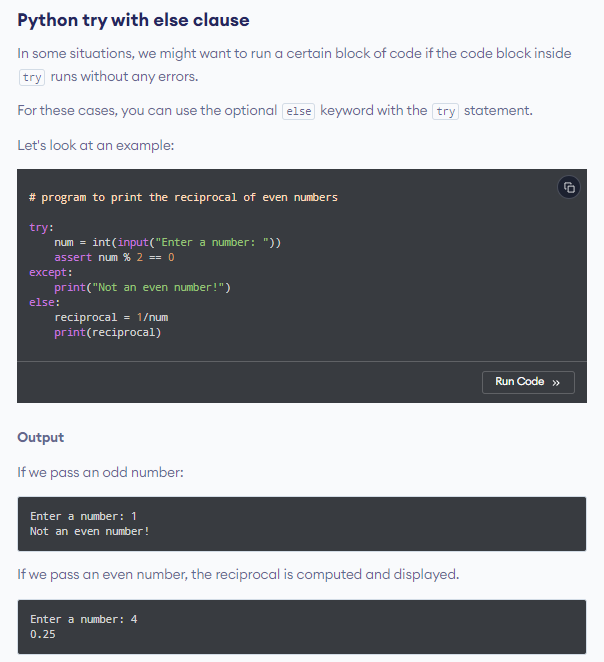 Python try with else clause
In some situations, we might want to run a certain block of code if the code block inside
try runs without any errors.
For these cases, you can use the optional else keyword with the try statement.
Let's look at an example:
# program to print the reciprocal of even numbers
try:
    num = int(input("Enter a number: "))
    assert num % 2 == 0
except:
    print("Not an even number!")
else:
    reciprocal = 1/num
    print(reciprocal)
Run Code »
Output
If we pass an odd number:
Enter a number: 1
Not an even number!
If we pass an even number, the reciprocal is computed and displayed.
Enter a number: 4
0.25